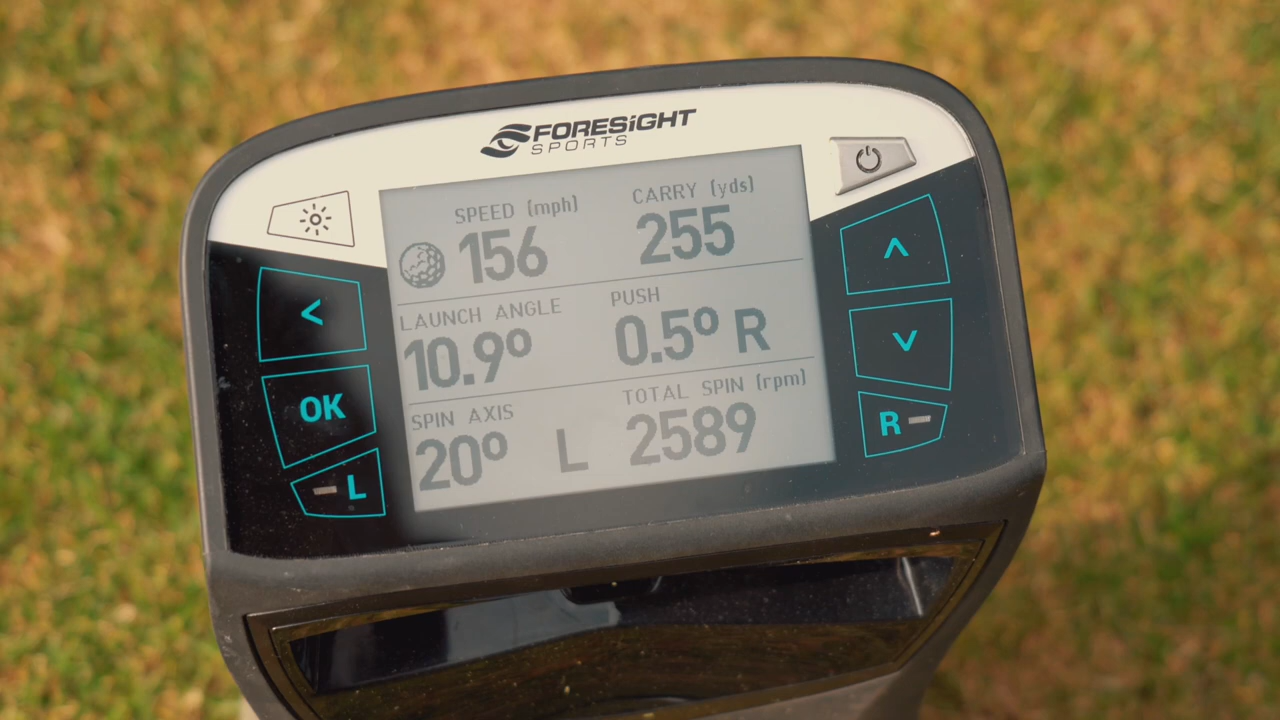 FORESiGHT
SPORTS
SPEED (mph)
CARRY (yds)
156
255
LAUNCH ANGLE
PUSH
10.9º
0.5º R
SPIN AXIS
TOTAL SPIN (rpm)
20º L
2589
<
OK
- L
^
v
R -